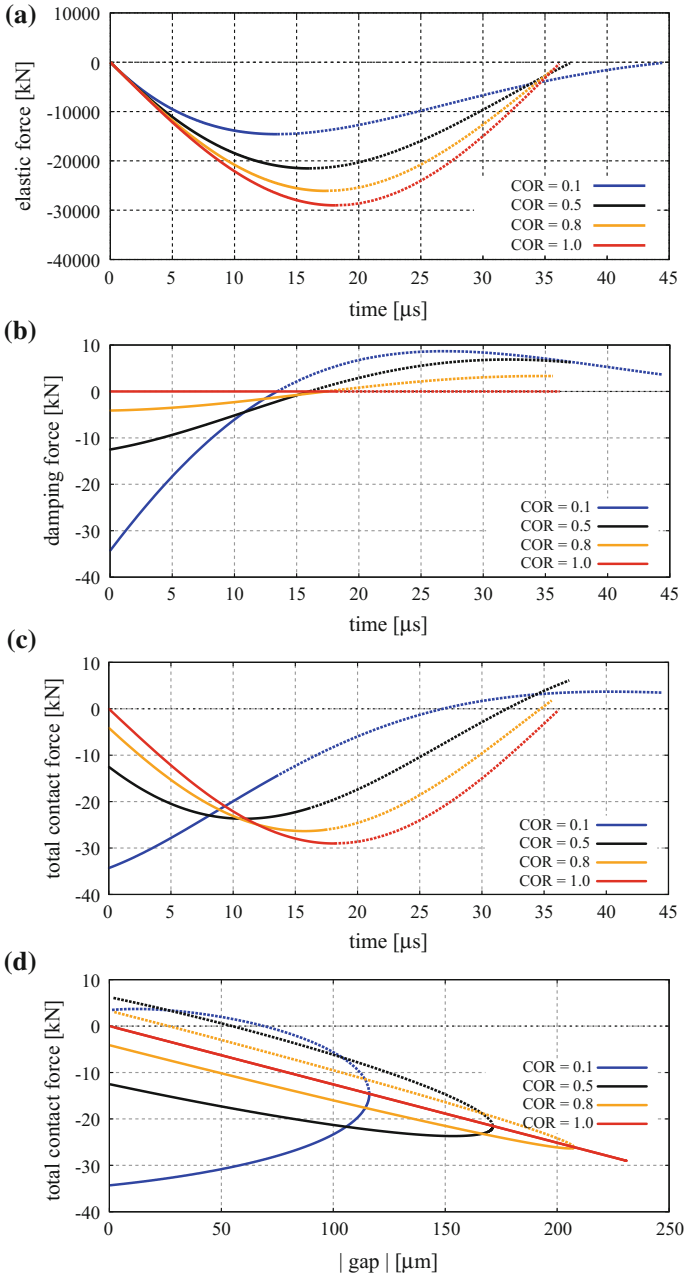 (a)
10000
0
-10000
-20000
-30000
-40000
elastic force [kN]
COR = 0.1
COR = 0.5
COR = 0.8
COR = 1.0
0 5 10 15 20 25 30 35 40 45
time [μs]
(b)
10
0
-10
-20
-30
-40
damping force [kN]
COR = 0.1
COR = 0.5
COR = 0.8
COR = 1.0
0 5 10 15 20 25 30 35 40 45
time [μs]
(c)
10
0
-10
-20
-30
-40
total contact force [kN]
COR = 0.1
COR = 0.5
COR = 0.8
COR = 1.0
0 5 10 15 20 25 30 35 40 45
time [μs]
(d)
10
0
-10
-20
-30
-40
total contact force [kN]
COR = 0.1
COR = 0.5
COR = 0.8
COR = 1.0
0 50 100 150 200 250
| gap | [μm]